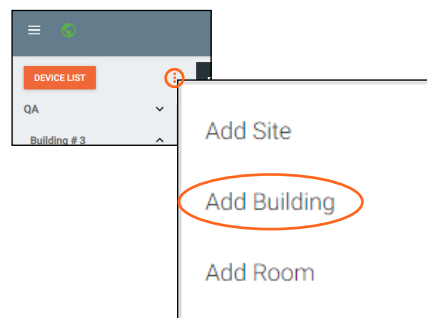 DEVICE LIST
QA
Building # 3
Add Site
Add Building
Add Room